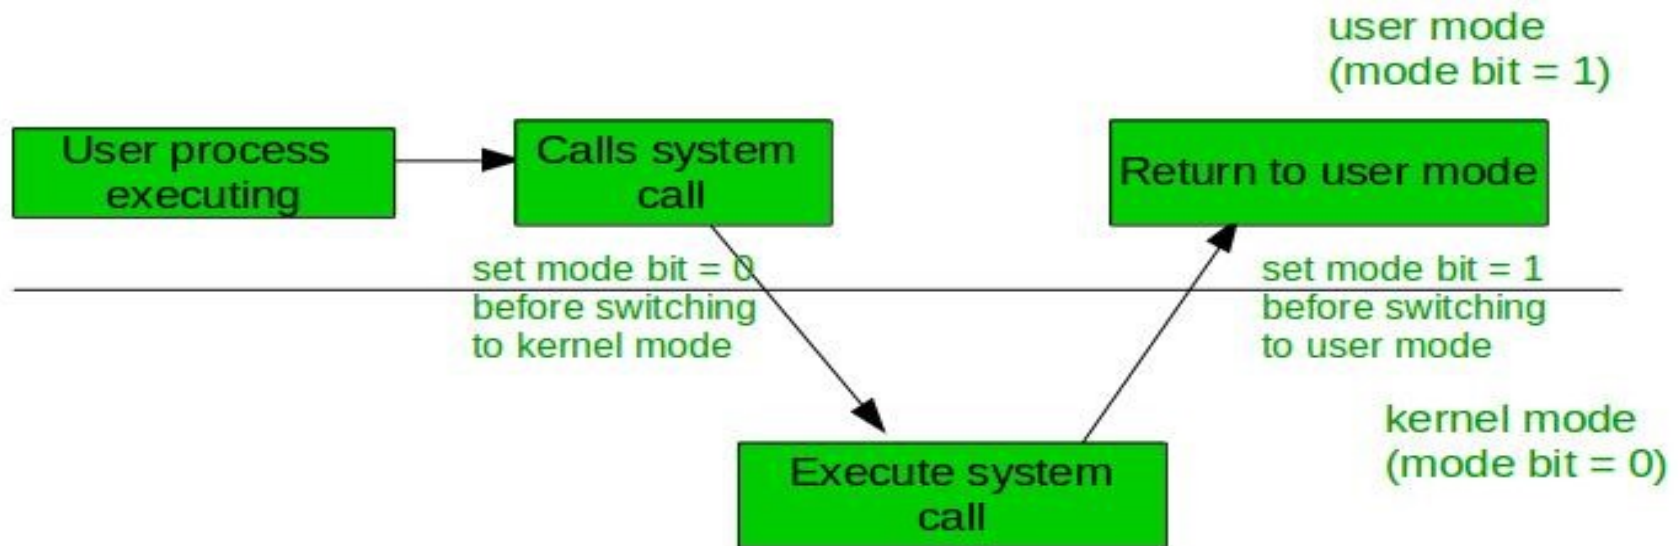 user mode
(mode bit = 1)
User process
executing
Calls system
call
Return to user mode
set mode bit = 0
before switching
to kernel mode
set mode bit = 1
before switching
to user mode
kernel mode
(mode bit = 0)
Execute system
call